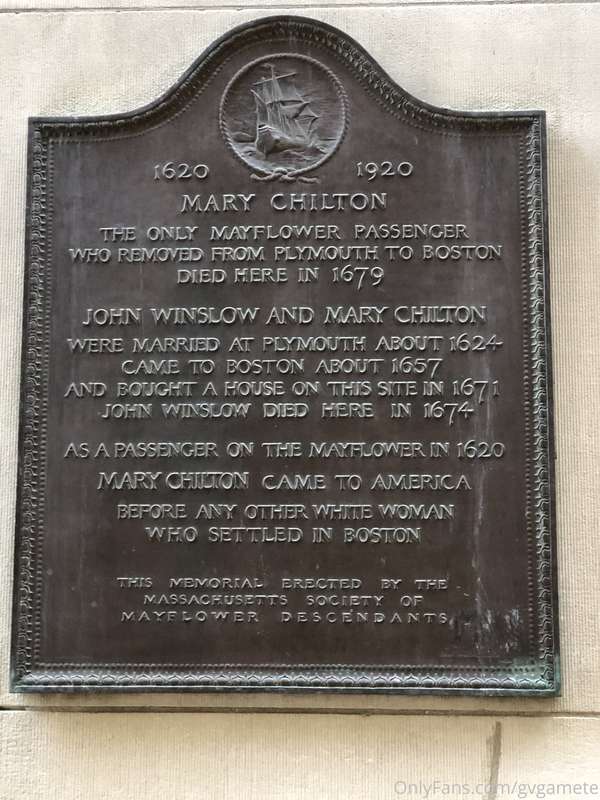 1620 1920
MARY CHILTON
THE ONLY MAYFLOWER PASSENGER
WHO REMOVED FROM PLYMOUTH TO BOSTON
DIED HERE IN 1679
JOHN WINSLOW AND MARY CHILTON
WERE MARRIED AT PLYMOUTH ABOUT 1624
CAME TO BOSTON ABOUT 1657
AND BOUGHT A HOUSE ON THIS SITE IN 1671
JOHN WINSLOW DIED HERE IN 1674
AS A PASSENGER ON THE MAYFLOWER IN 1620
MARY CHILTON CAME TO AMERICA
BEFORE ANY OTHER WHITE WOMAN
WHO SETTLED IN BOSTON
THIS MEMORIAL ERECTED BY THE
MASSACHUSETTS SOCIETY OF
MAYFLOWER DESCENDANTS
OnlyFans.com/gvgamete